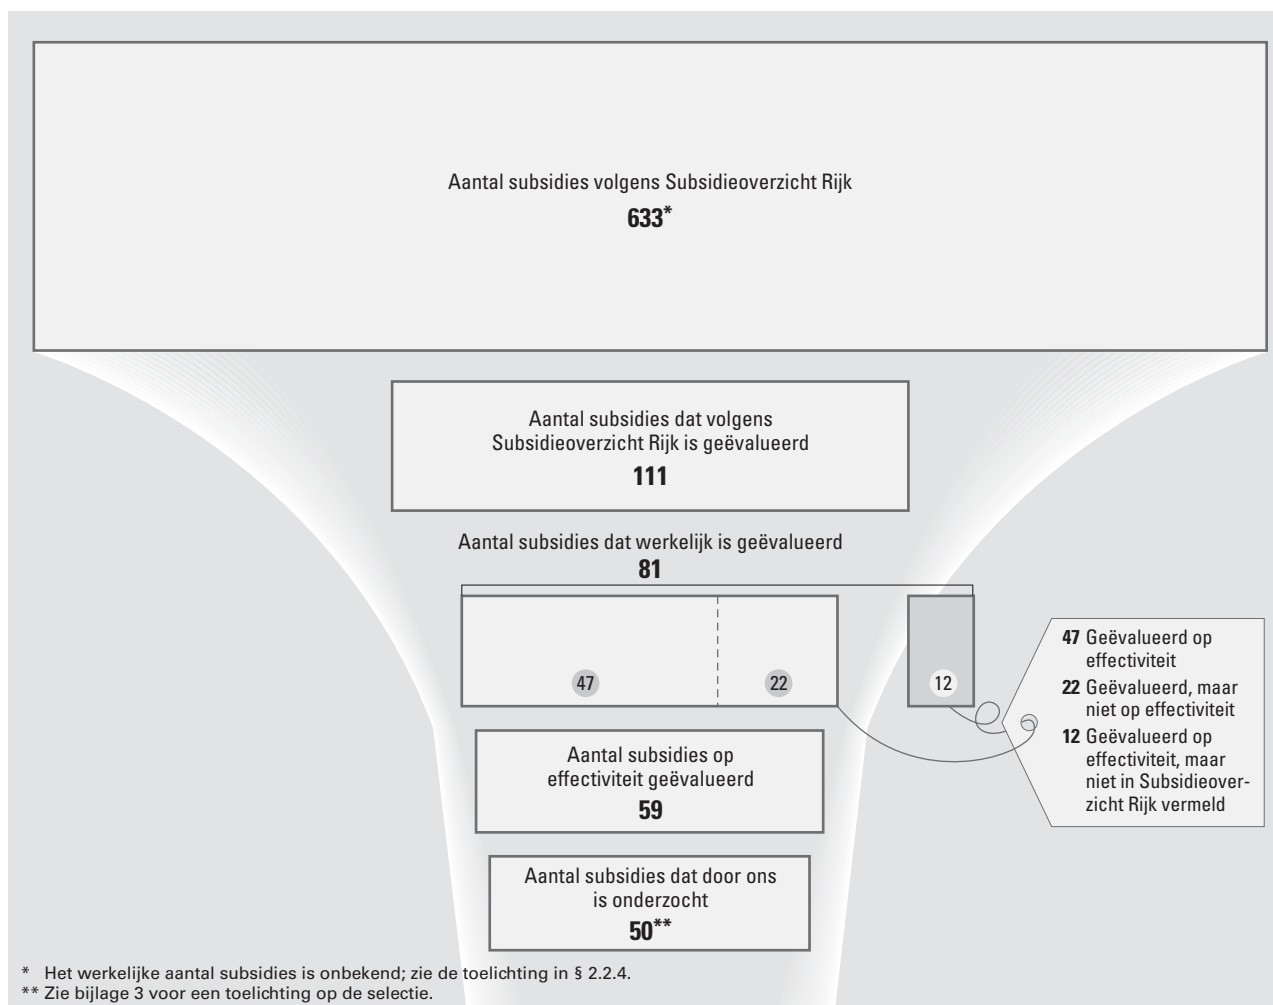 Aantal subsidies volgens Subsidieoverzicht Rijk
633*
Aantal subsidies dat volgens
Subsidieoverzicht Rijk is geëvalueerd
111
Aantal subsidies dat werkelijk is geëvalueerd
81
47
22
12
47 Geëvalueerd op
effectiviteit
22 Geëvalueerd, maar
niet op effectiviteit
12 Geëvalueerd op
effectiviteit, maar
niet in Subsidieover-
zicht Rijk vermeld
Aantal subsidies op
effectiviteit geëvalueerd
59
Aantal subsidies dat door ons
is onderzocht
50**
* Het werkelijke aantal subsidies is onbekend; zie de toelichting in § 2.2.4.
** Zie bijlage 3 voor een toelichting op de selectie.